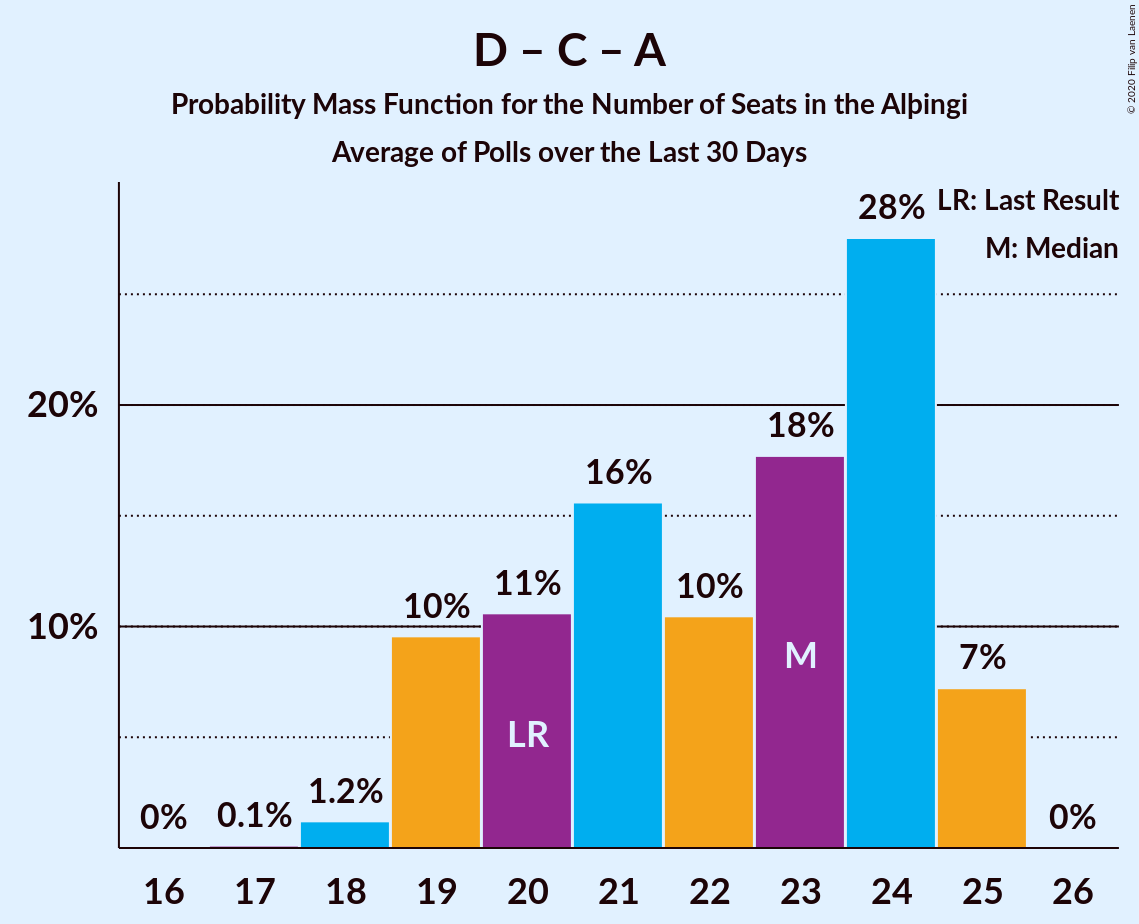 D – C – A
Probability Mass Function for the Number of Seats in the Alþingi
Average of Polls over the Last 30 Days
© 2020 Filip van Laenen
LR: Last Result
M: Median
28%
20%
18%
16%
11%
10%
10%
10%
7%
M
LR
1.2%
0.1%
0%
0%
16 17 18 19 20 21 22 23 24 25 26